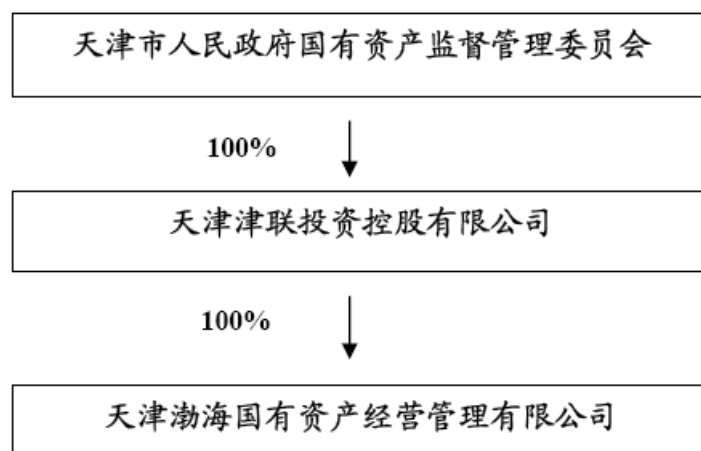 天津市人民政府国有资产监督管理委员会
100%
天津津联投资控股有限公司
100%
天津渤海国有资产经营管理有限公司